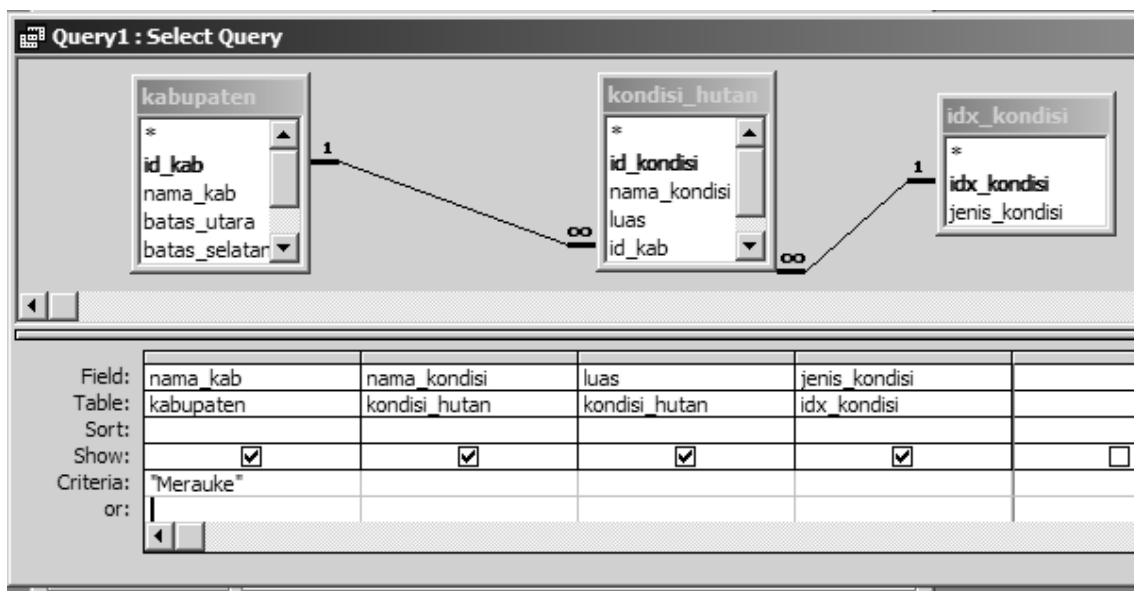 Query1 : Select Query
kabupaten
*
id_kab
nama_kab
batas_utara
batas_selatan
1
∞
kondisi_hutan
*
id_kondisi
nama_kondisi
luas
id_kab
∞
1
idx_kondisi
*
idx_kondisi
jenis_kondisi
Field: nama_kab nama_kondisi luas jenis_kondisi
Table: kabupaten kondisi_hutan kondisi_hutan idx_kondisi
Sort:
Show:
Criteria: "Merauke"
or: